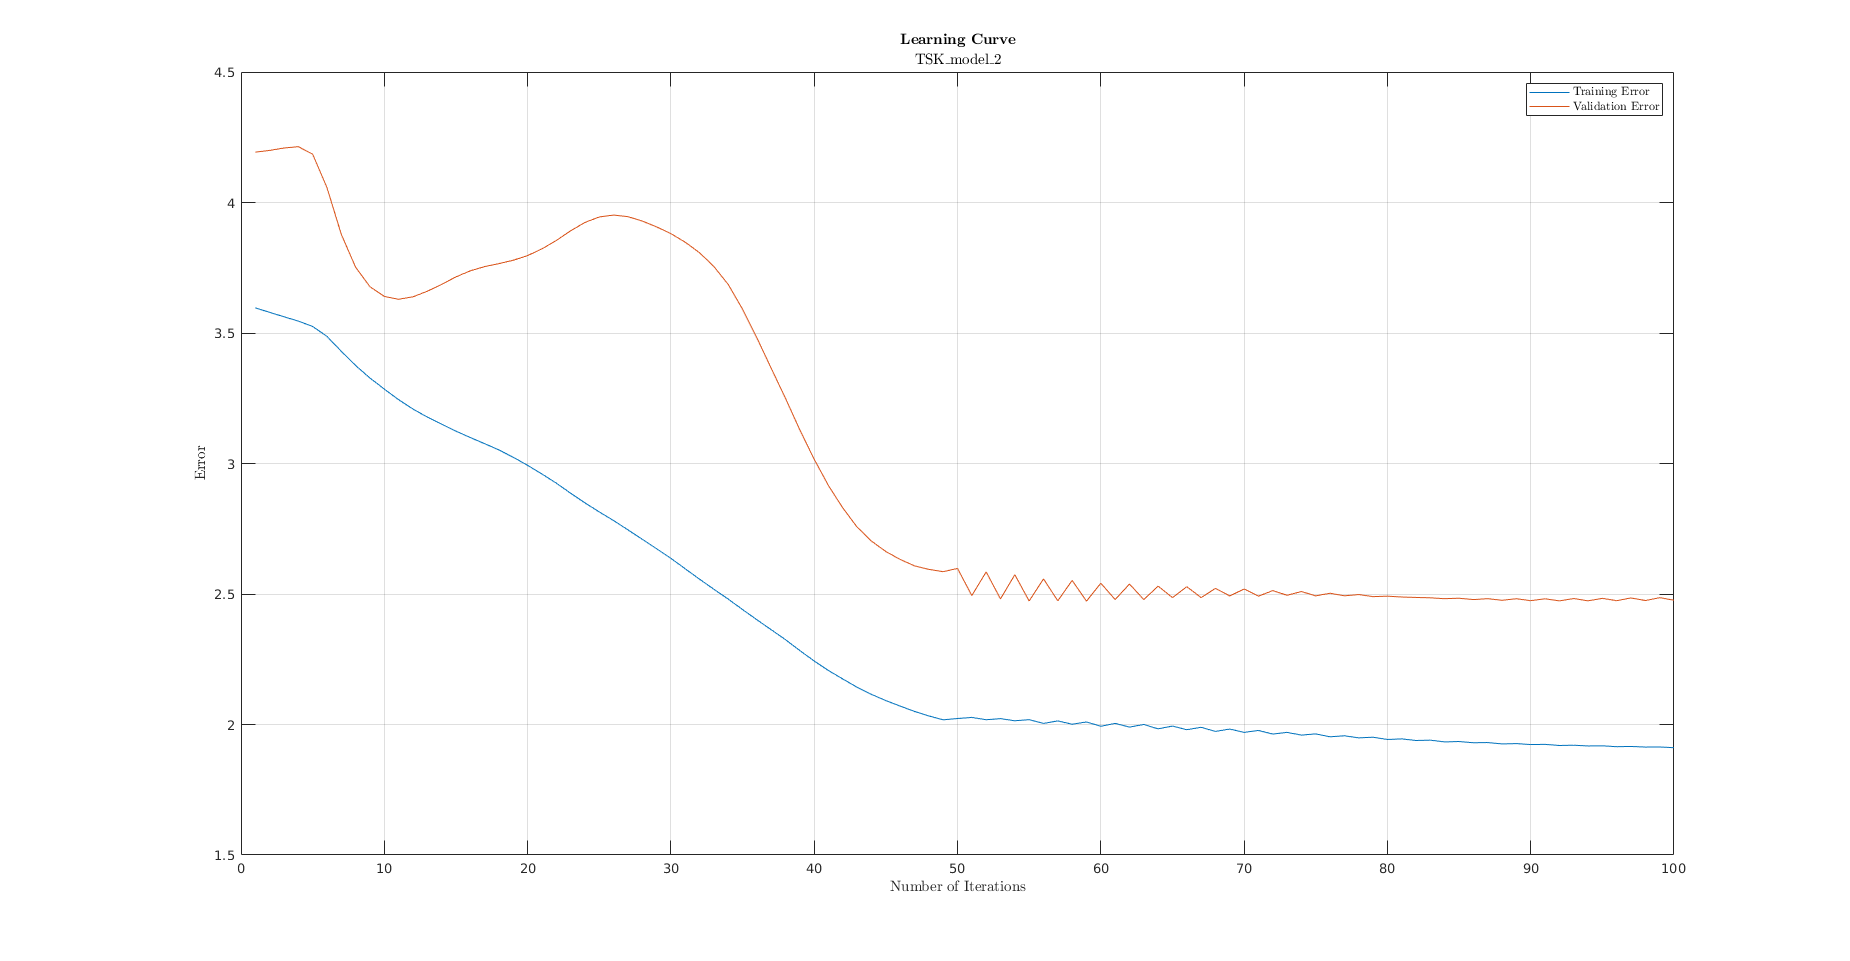 Learning Curve
TSK_model_2
Training Error
Validation Error
4.5
4
3.5
3
2.5
2
1.5
Error
0 10 20 30 40 50 60 70 80 90 100
Number of Iterations